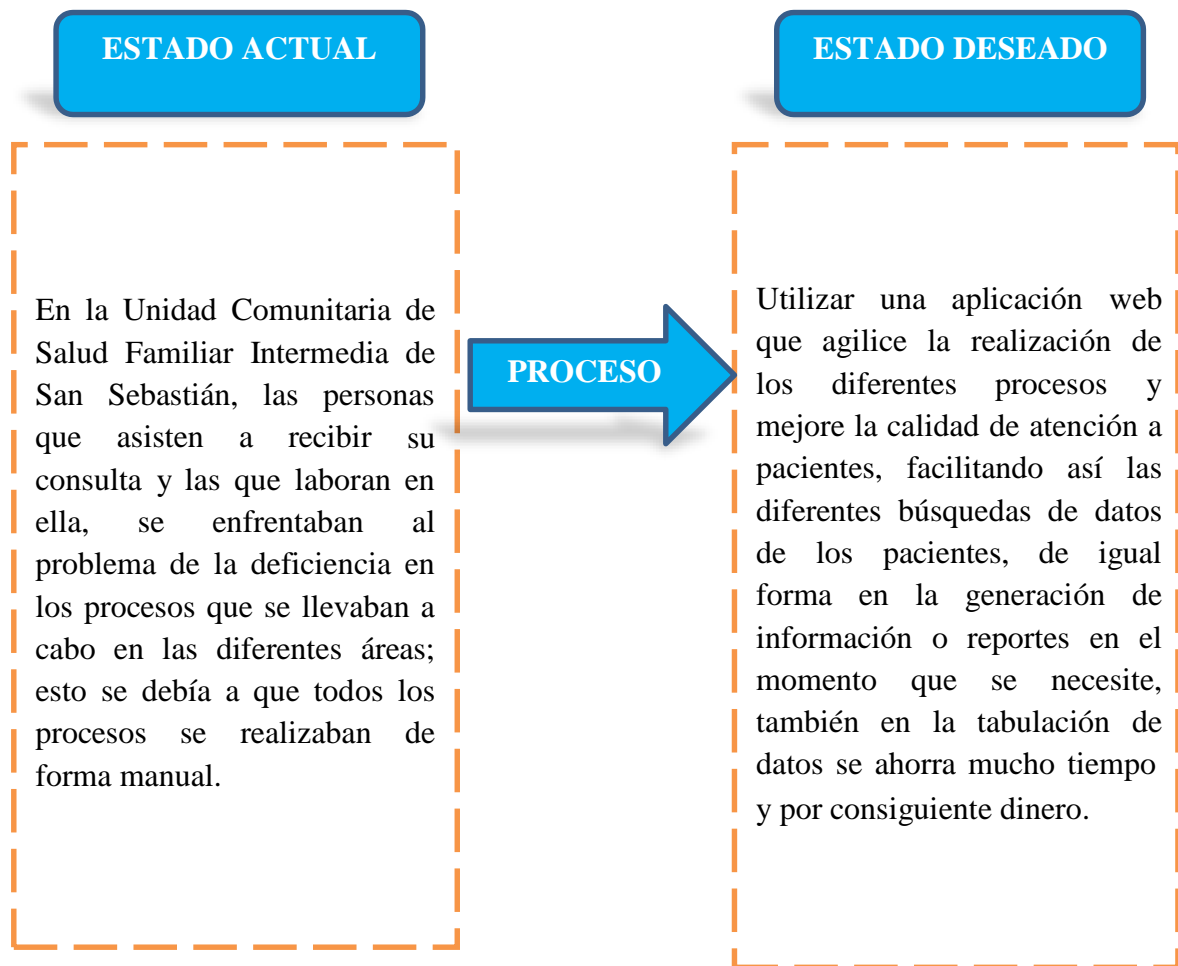 ESTADO ACTUAL
En la Unidad Comunitaria de
Salud Familiar Intermedia de
San Sebastián, las personas
que asisten a recibir su
consulta y las que laboran en
ella, se enfrentaban al
problema de la deficiencia en
los procesos que se llevaban a
cabo en las diferentes áreas;
esto se debía a que todos los
procesos se realizaban de
forma manual.
PROCESO
ESTADO DESEADO
Utilizar una aplicación web
que agilice la realización de
los diferentes procesos y
mejore la calidad de atención a
pacientes, facilitando así las
diferentes búsquedas de datos
de los pacientes, de igual
forma en la generación de
información o reportes en el
momento que se necesite,
también en la tabulación de
datos se ahorra mucho tiempo
y por consiguiente dinero.